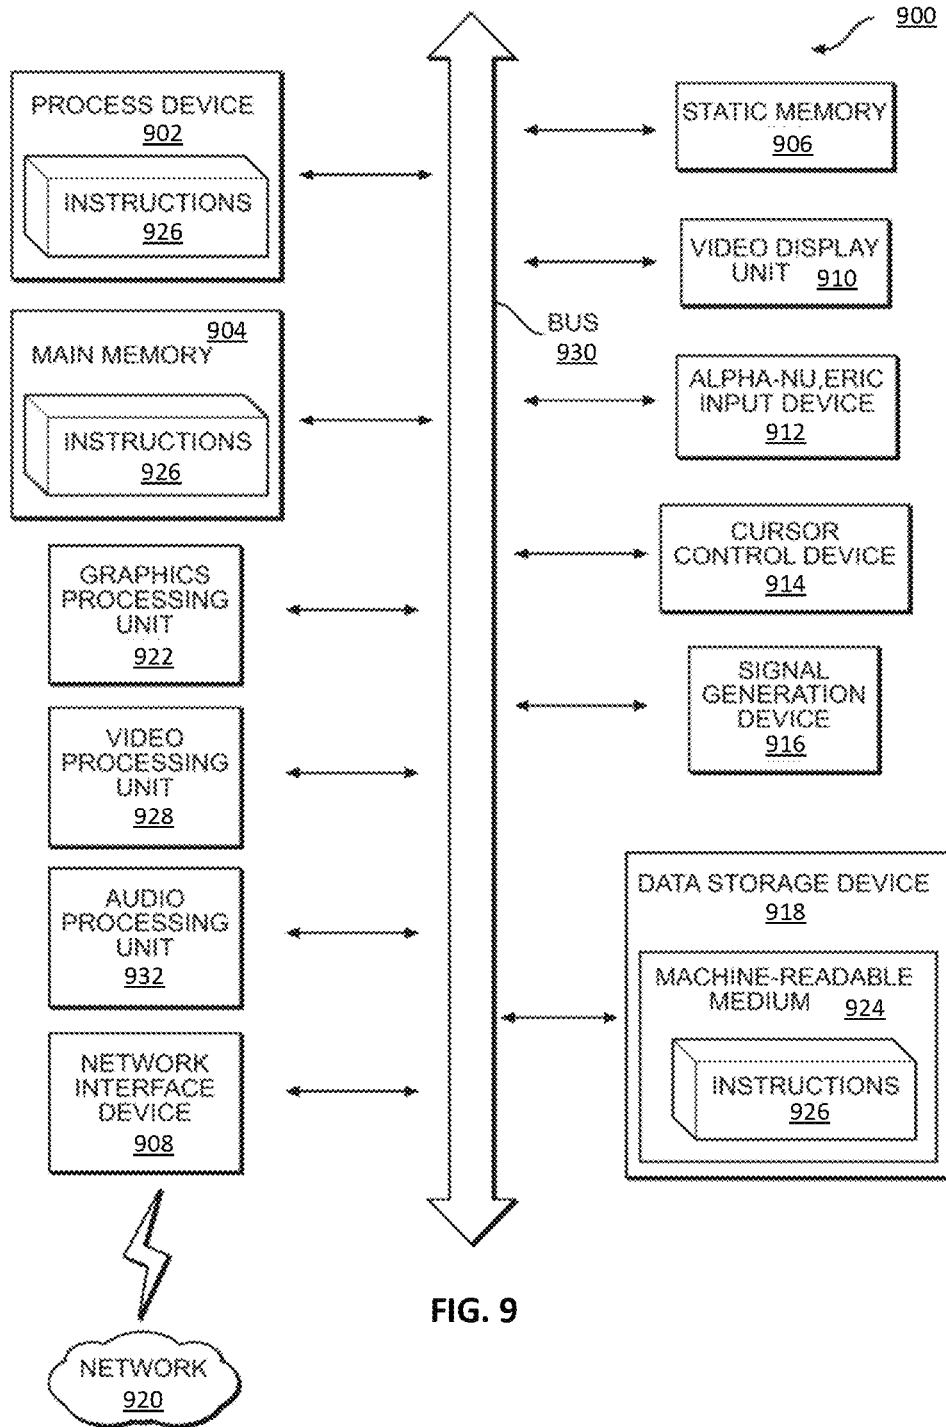 900
PROCESS DEVICE
902
INSTRUCTIONS
926
MAIN MEMORY
904
INSTRUCTIONS
926
GRAPHICS
PROCESSING
UNIT
922
VIDEO
PROCESSING
UNIT
928
AUDIO
PROCESSING
UNIT
932
NETWORK
INTERFACE
DEVICE
908
NETWORK
920
BUS
930
STATIC MEMORY
906
VIDEO DISPLAY
UNIT 910
ALPHA-NU,ERIC
INPUT DEVICE
912
CURSOR
CONTROL DEVICE
914
SIGNAL
GENERATION
DEVICE
916
DATA STORAGE DEVICE
918
MACHINE-READABLE
MEDIUM 924
INSTRUCTIONS
926
FIG. 9